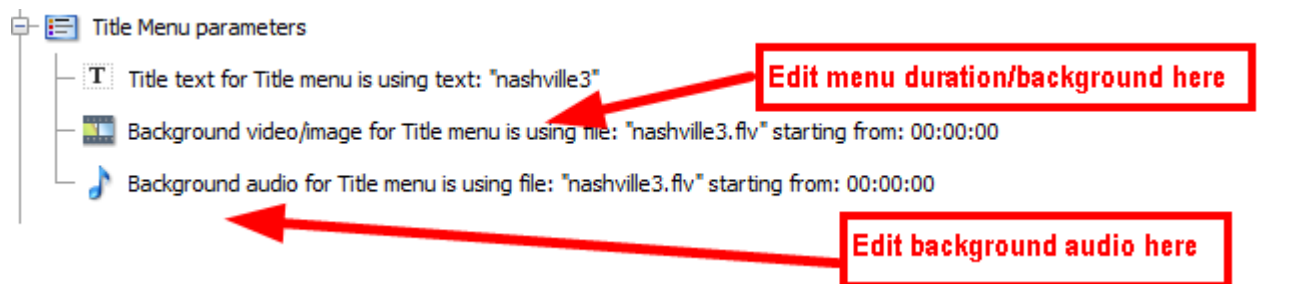 Title Menu parameters
T Title text for Title menu is using text: "nashville3"
Edit menu duration/background here
Background video/image for Title menu is using file: "nashville3.flv" starting from: 00:00:00
Background audio for Title menu is using file: "nashville3.flv" starting from: 00:00:00
Edit background audio here